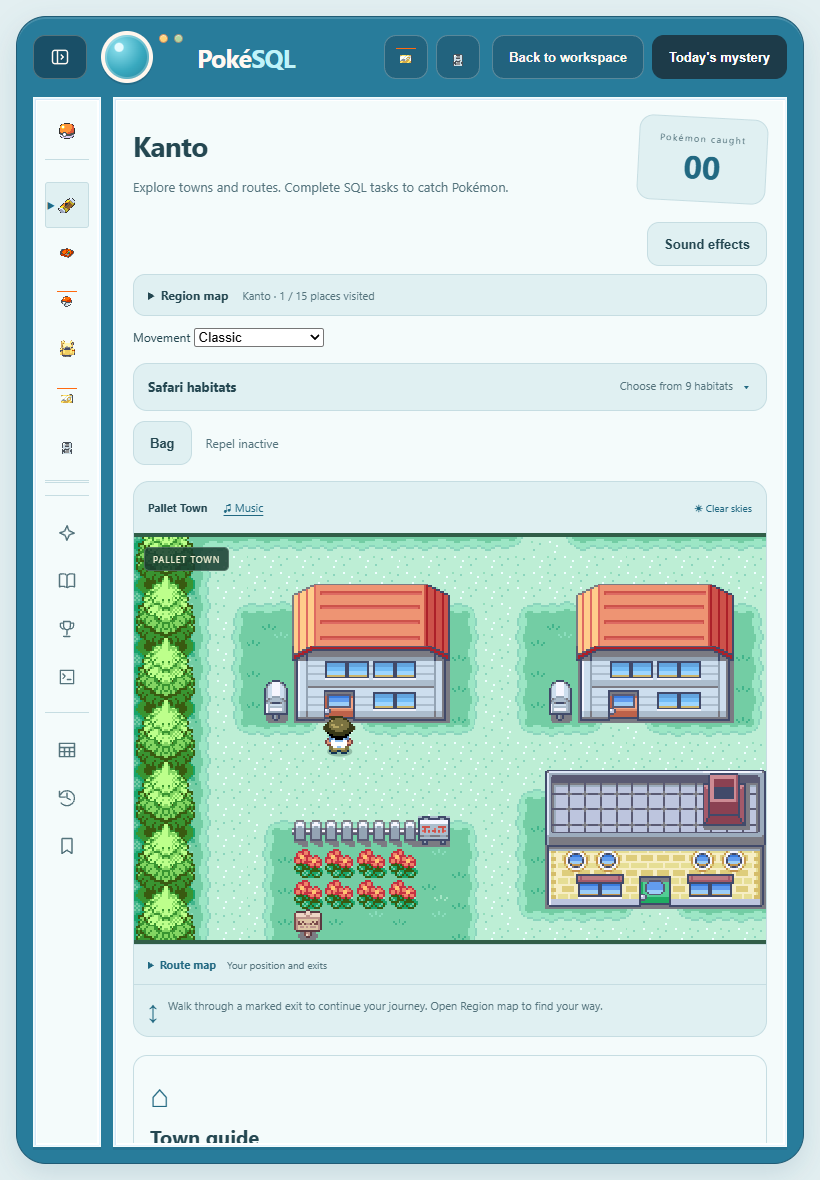 PokéSQL
Back to workspace
Today's mystery
Kanto
Explore towns and routes. Complete SQL tasks to catch Pokémon.
Pokémon caught
00
Sound effects
Region map Kanto · 1 / 15 places visited
Movement Classic
Safari habitats Choose from 9 habitats
Bag Repel inactive
Pallet Town ♫ Music ☀ Clear skies
PALLET TOWN
Route map Your position and exits
Walk through a marked exit to continue your journey. Open Region map to find your way.
Town guide